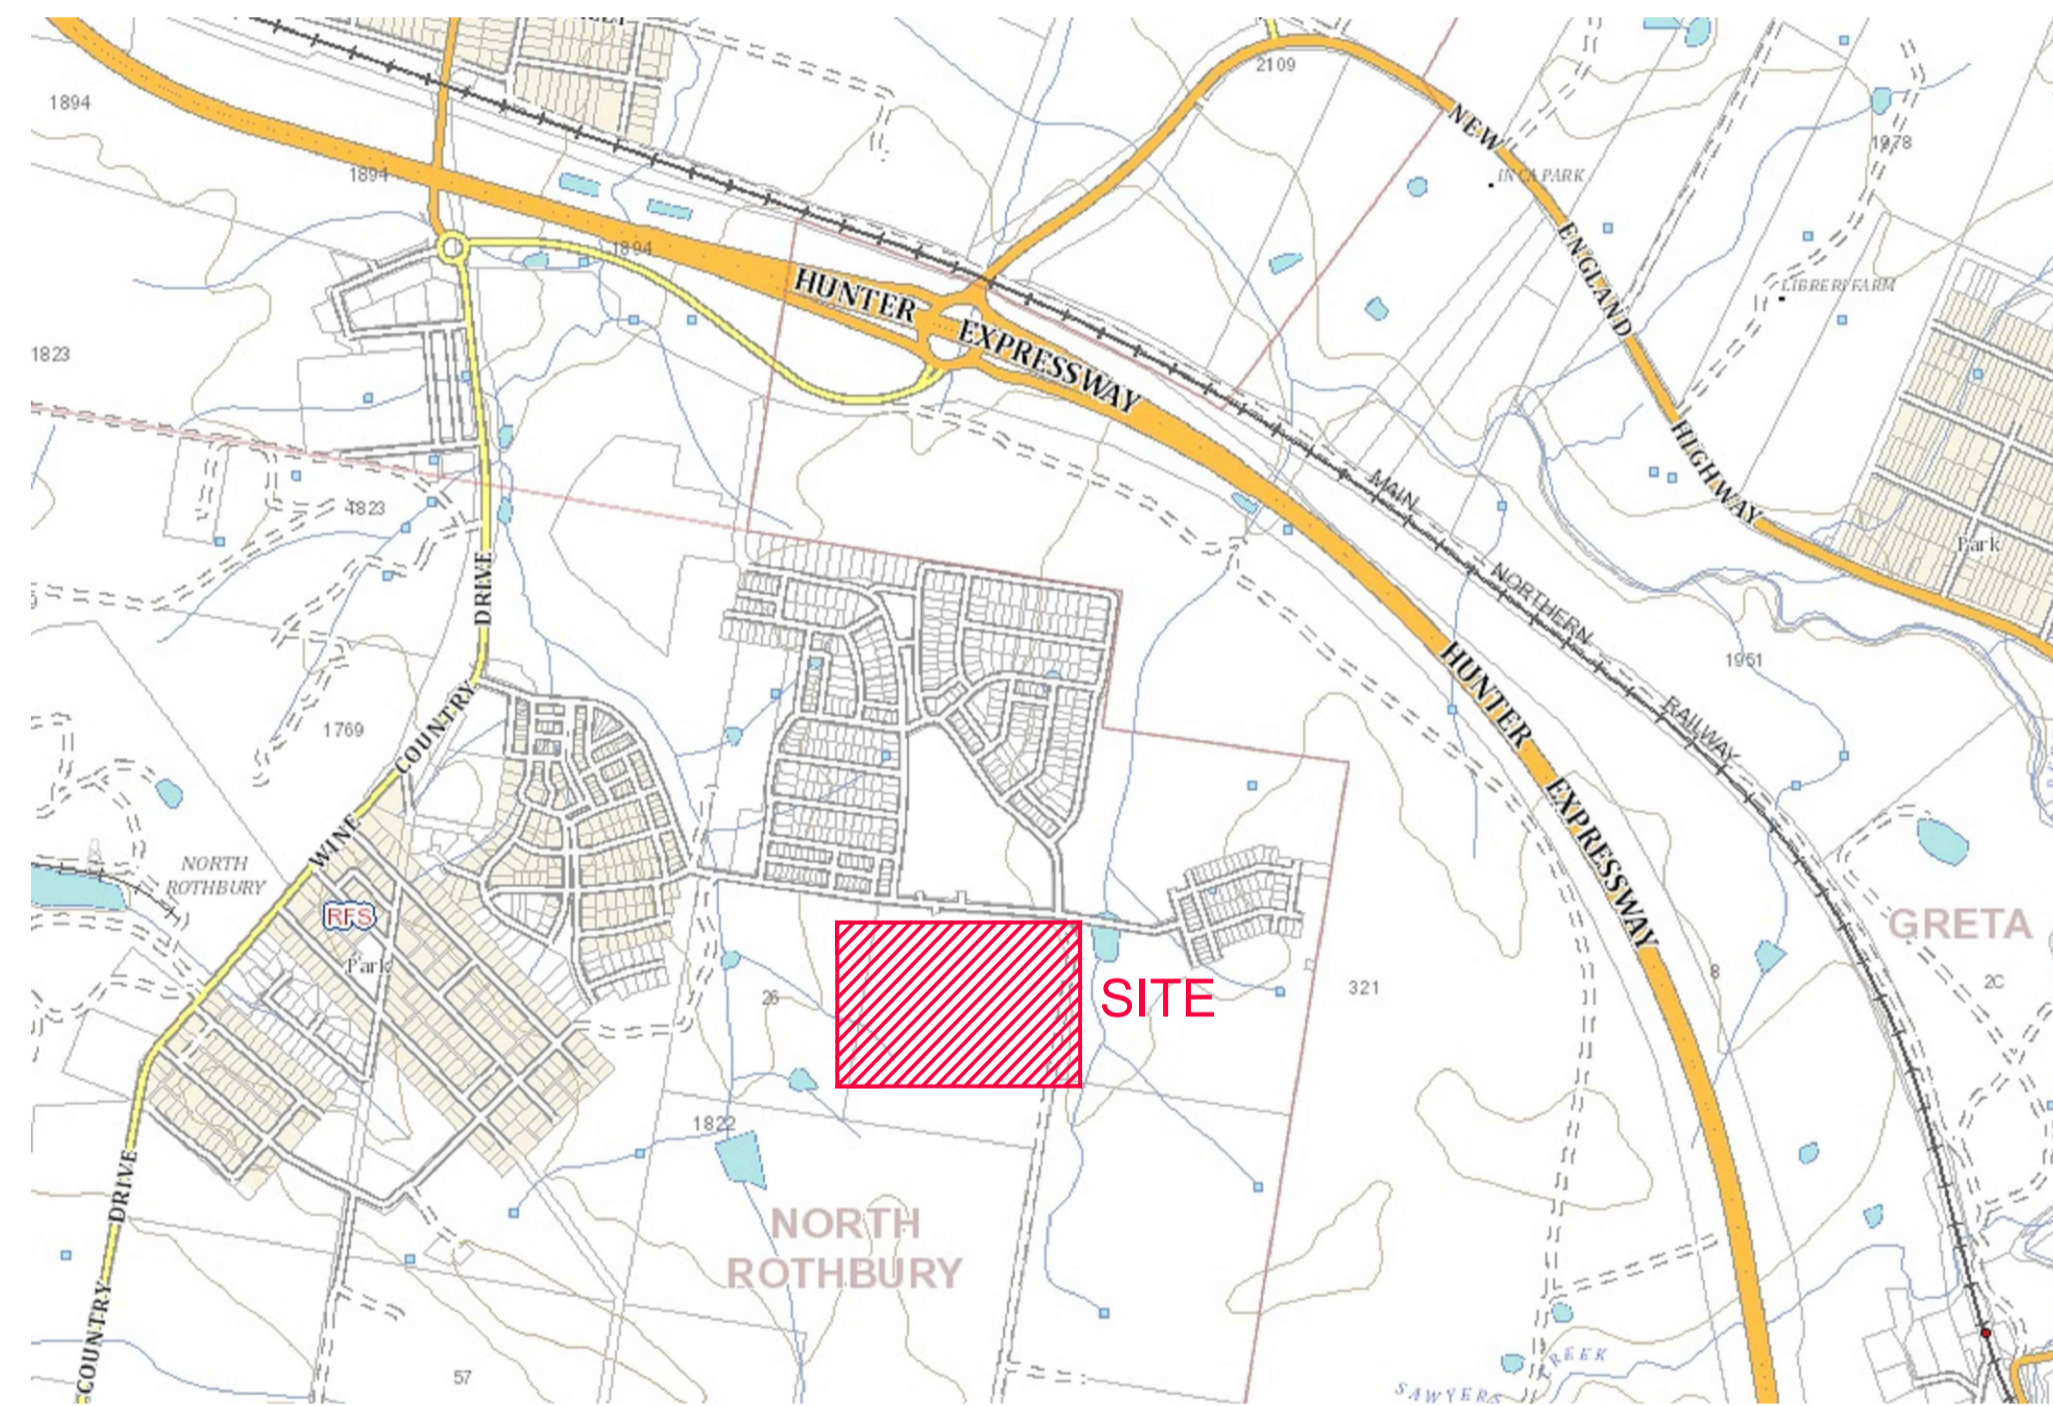 2109
1894
NEW
1978
1894
INCA PARK
1894
ENGLAND
HUNTER
LIBRERI FARM
EXPRESSWAY
1823
HIGHWAY
MAIN
4823
Park
DRIVE
NORTHERN
HUNTER
1951
RAILWAY
COUNTRY
1769
EXPRESSWAY
WINE
NORTH
ROTHBURY
RFS
GRETA
Park
26
SITE
321
8
2C
1822
DRIVE
NORTH
ROTHBURY
COUNTRY
57
SAWYERS
CREEK